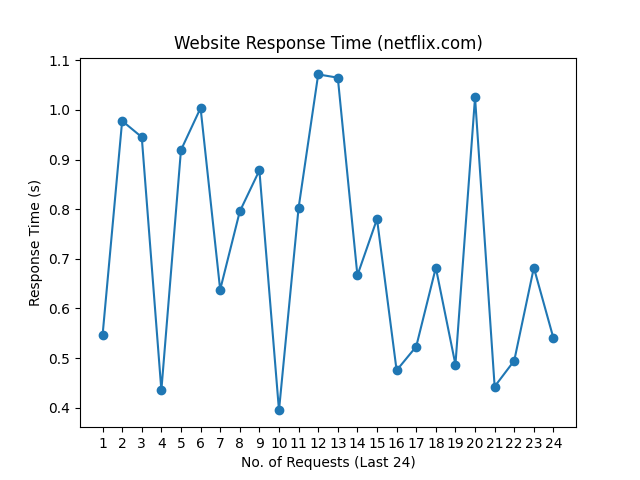 Website Response Time (netflix.com)
Response Time (s)
1.1
1.0
0.9
0.8
0.7
0.6
0.5
0.4
1 2 3 4 5 6 7 8 9 10 11 12 13 14 15 16 17 18 19 20 21 22 23 24
No. of Requests (Last 24)